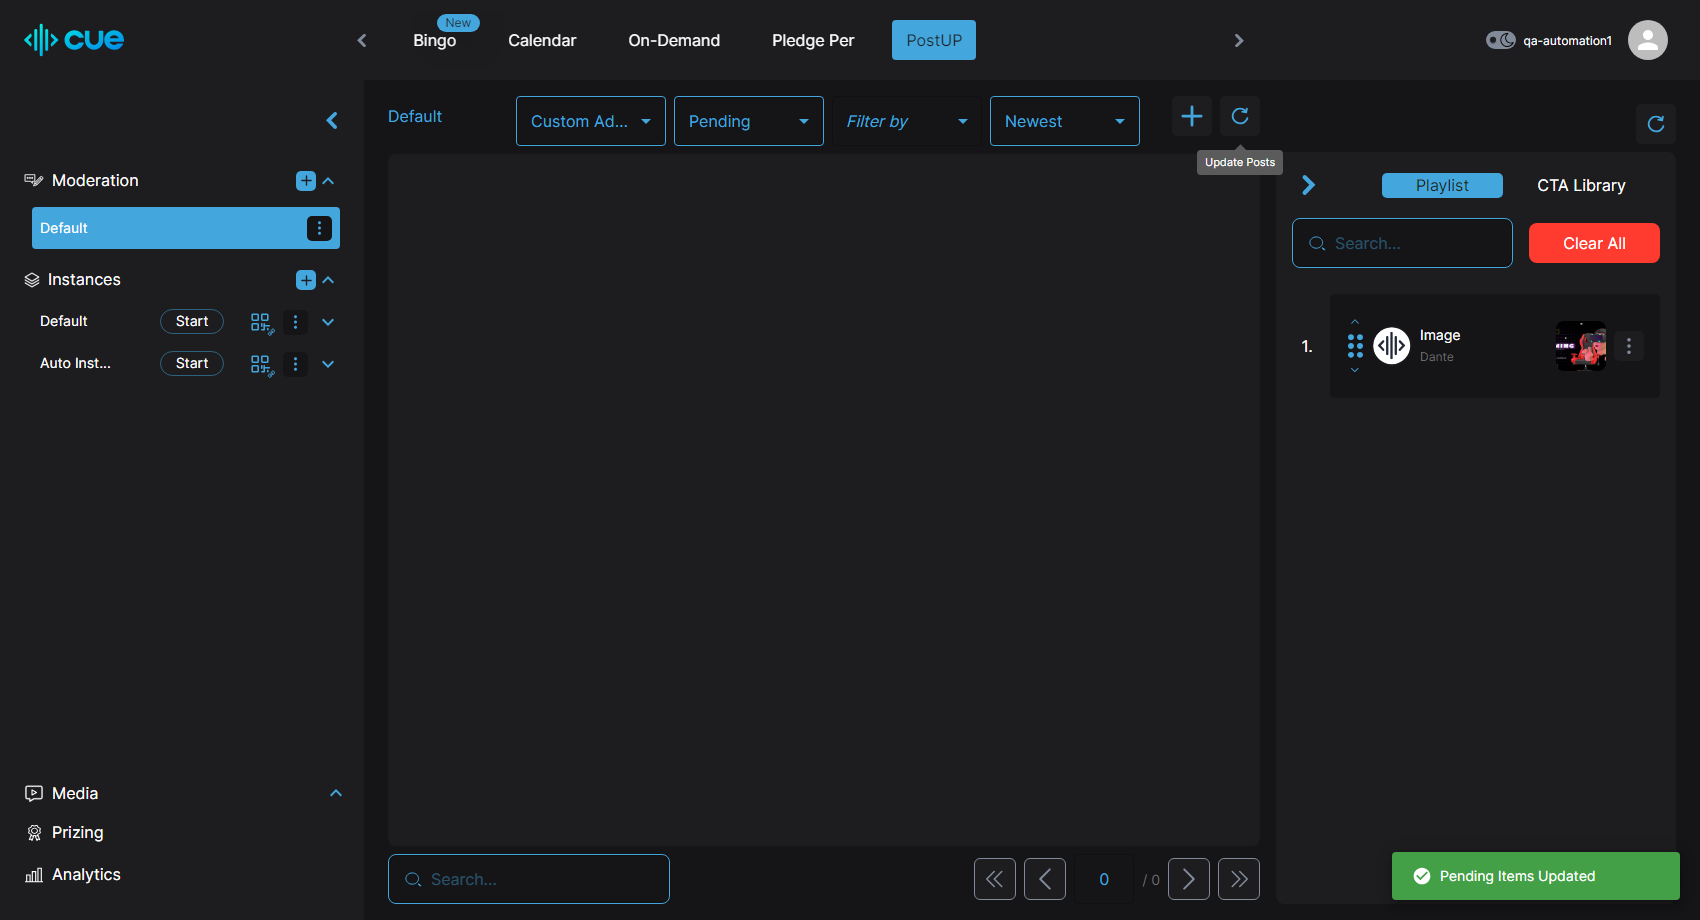 cue
New
Bingo
Calendar
On-Demand
Pledge Per
PostUP
qa-automation1
Default
Custom Ad...
Pending
Filter by
Newest
Update Posts
Moderation
Default
Instances
Default
Start
Auto Inst...
Start
Media
Prizing
Analytics
Playlist
CTA Library
Search...
Clear All
1.
Image
Dante
Search...
0
/ 0
Pending Items Updated